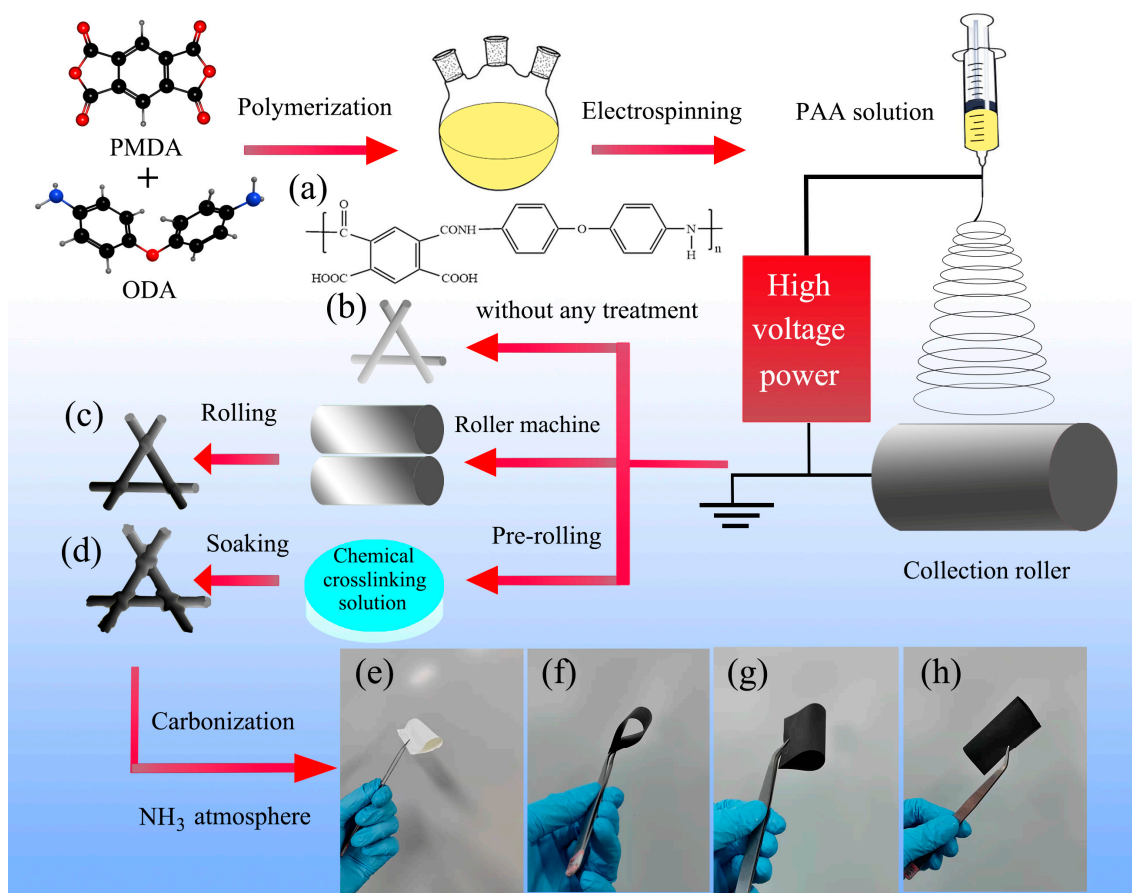 PMDA
+
ODA
Polymerization
Electrospinning
PAA solution
(a)
O
C
CONH
O
N
H
n
HOOC
COOH
High
voltage
power
Collection roller
(b)
without any treatment
(c)
Rolling
Roller machine
(d)
Soaking
Chemical
crosslinking
solution
Pre-rolling
Carbonization
NH3 atmosphere
(e)
(f)
(g)
(h)